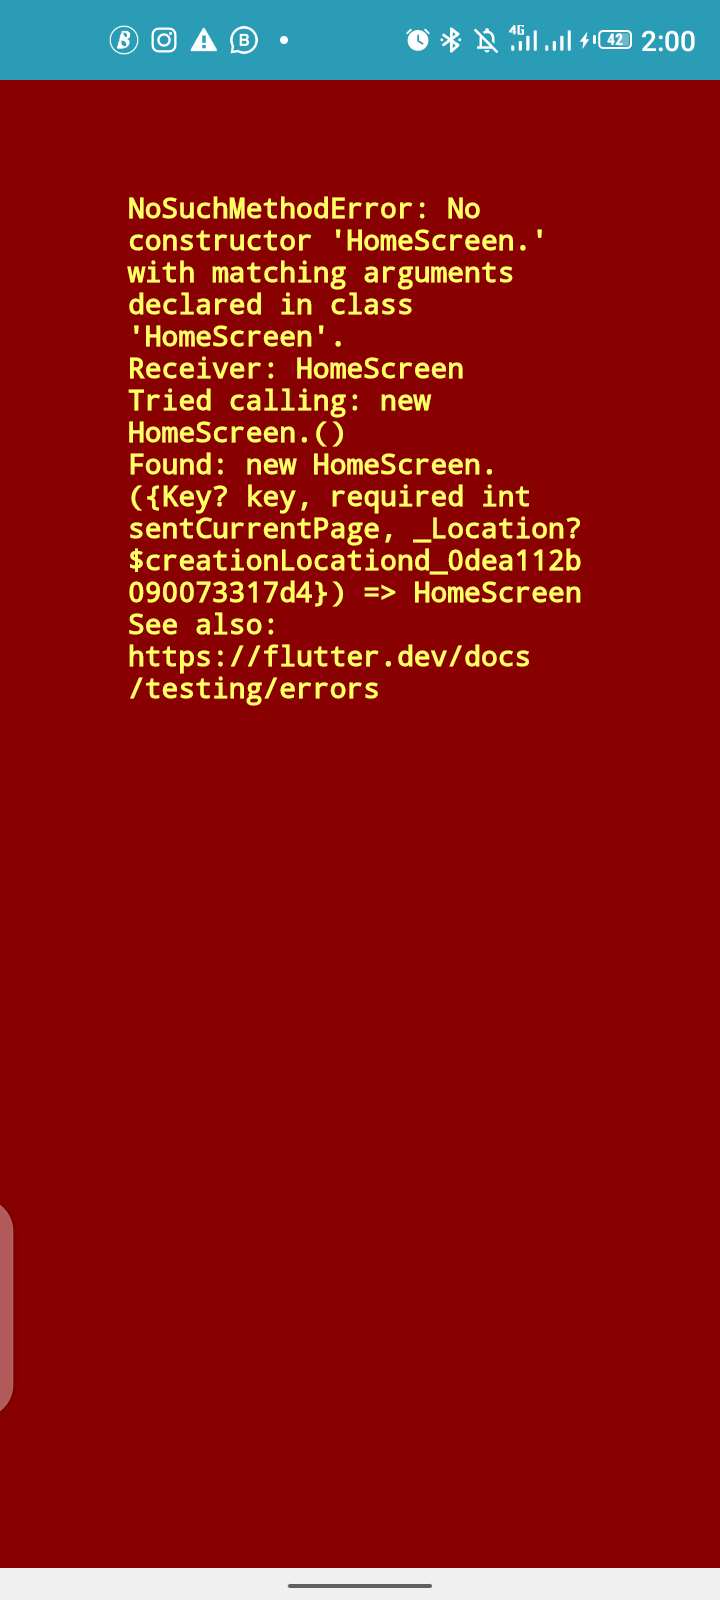 B B 4G 42 2:00
NoSuchMethodError: No
constructor 'HomeScreen.'
with matching arguments
declared in class
'HomeScreen'.
Receiver: HomeScreen
Tried calling: new
HomeScreen.()
Found: new HomeScreen.
({Key? key, required int
sentCurrentPage, _Location?
$creationLocationd_0dea112b
090073317d4}) => HomeScreen
See also:
https://flutter.dev/docs
/testing/errors